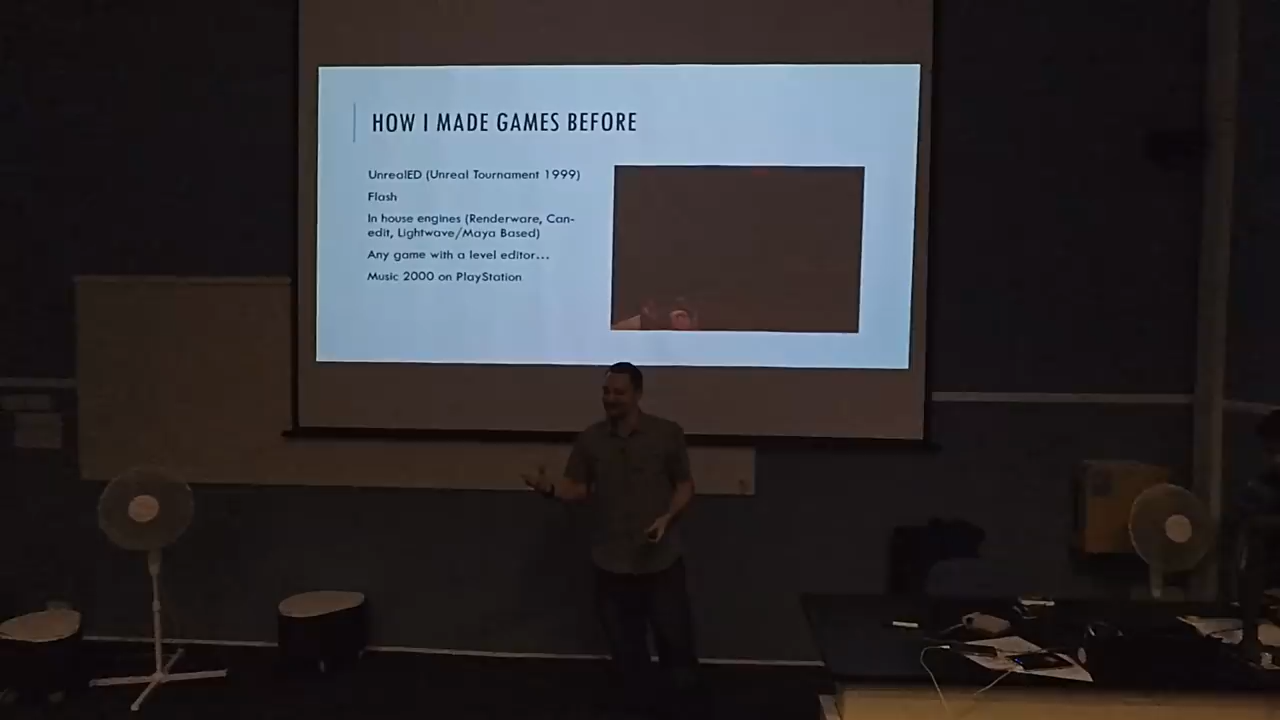 HOW I MADE GAMES BEFORE
UnrealED (Unreal Tournament 1999)
Flash
In house engines (Renderware, Can-
edit, Lightwave/Maya Based)
Any game with a level editor...
Music 2000 on PlayStation